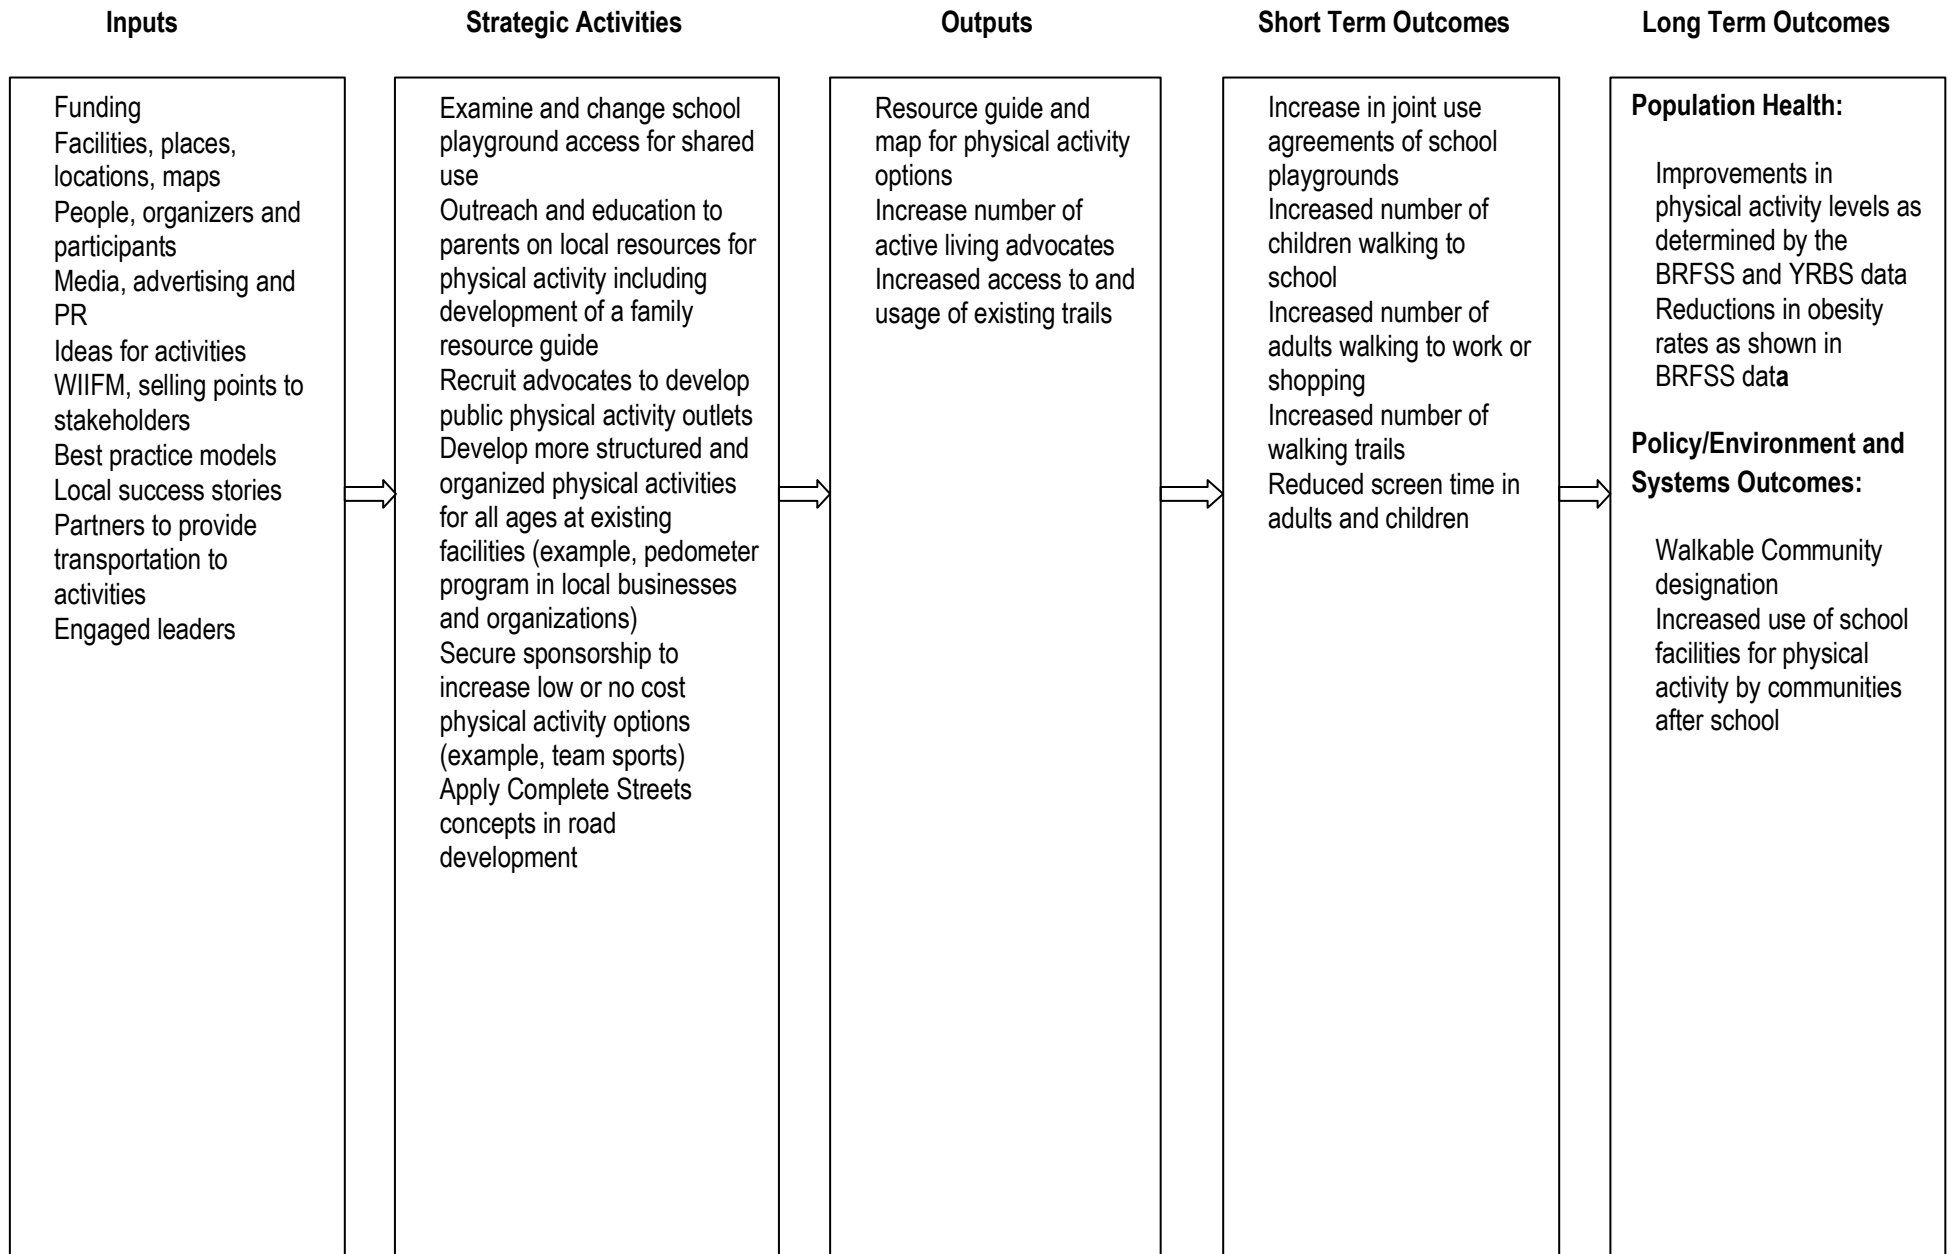 Inputs
Strategic Activities
Outputs
Short Term Outcomes
Long Term Outcomes
Funding
Facilities, places,
locations, maps
People, organizers and
participants
Media, advertising and
PR
Ideas for activities
WIIFM, selling points to
stakeholders
Best practice models
Local success stories
Partners to provide
transportation to
activities
Engaged leaders
Examine and change school
playground access for shared
use
Outreach and education to
parents on local resources for
physical activity including
development of a family
resource guide
Recruit advocates to develop
public physical activity outlets
Develop more structured and
organized physical activities
for all ages at existing
facilities (example, pedometer
program in local businesses
and organizations)
Secure sponsorship to
increase low or no cost
physical activity options
(example, team sports)
Apply Complete Streets
concepts in road
development
Resource guide and
map for physical activity
options
Increase number of
active living advocates
Increased access to and
usage of existing trails
Increase in joint use
agreements of school
playgrounds
Increased number of
children walking to
school
Increased number of
adults walking to work or
shopping
Increased number of
walking trails
Reduced screen time in
adults and children
Population Health:
Improvements in
physical activity levels as
determined by the
BRFSS and YRBS data
Reductions in obesity
rates as shown in
BRFSS data
Policy/Environment and
Systems Outcomes:
Walkable Community
designation
Increased use of school
facilities for physical
activity by communities
after school